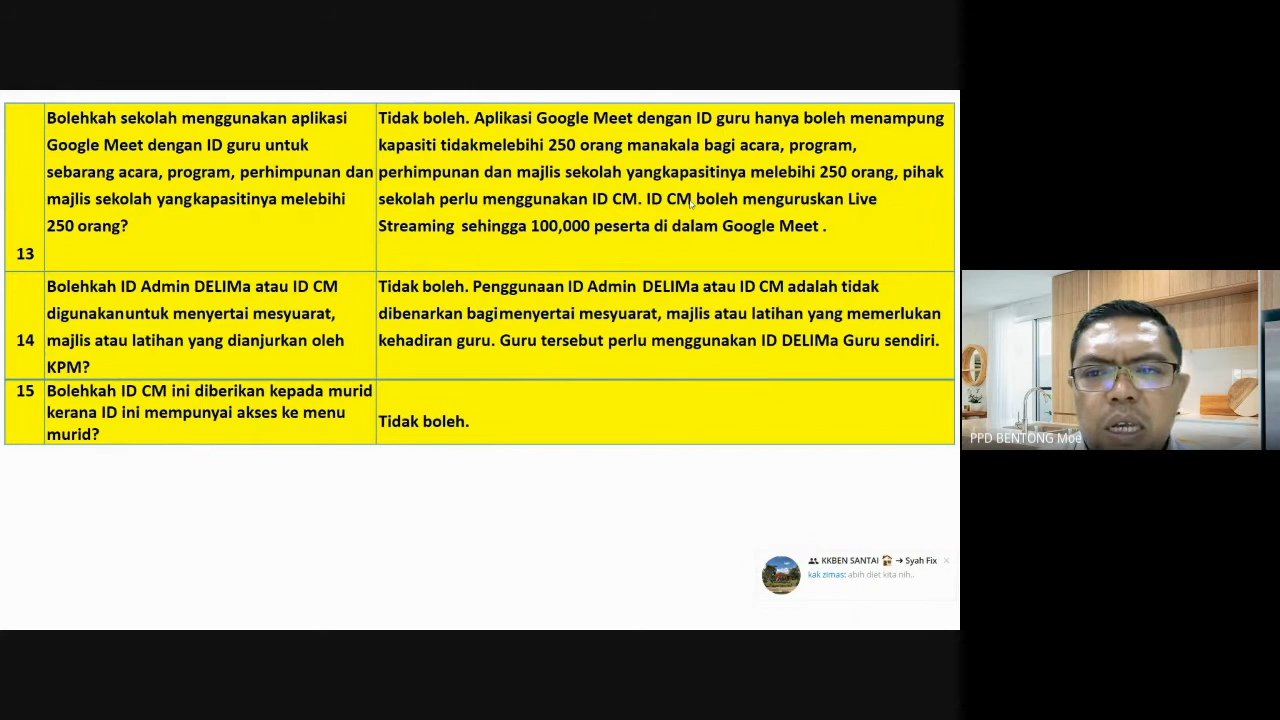 Bolehkah sekolah menggunakan aplikasi
Google Meet dengan ID guru untuk
sebarang acara, program, perhimpunan dan
majlis sekolah yangkapasitinya melebihi
250 orang?
13
Tidak boleh. Aplikasi Google Meet dengan ID guru hanya boleh menampung
kapasiti tidakmelebihi 250 orang manakala bagi acara, program,
perhimpunan dan majlis sekolah yangkapasitinya melebihi 250 orang, pihak
sekolah perlu menggunakan ID CM. ID CM boleh menguruskan Live
Streaming sehingga 100,000 peserta di dalam Google Meet .
Bolehkah ID Admin DELIMa atau ID CM
digunakanuntuk menyertai mesyuarat,
14
majlis atau latihan yang dianjurkan oleh
KPM?
Tidak boleh. Penggunaan ID Admin DELIMa atau ID CM adalah tidak
dibenarkan bagimenyertai mesyuarat, majlis atau latihan yang memerlukan
kehadiran guru. Guru tersebut perlu menggunakan ID DELIMa Guru sendiri.
15
Bolehkah ID CM ini diberikan kepada murid
kerana ID ini mempunyai akses ke menu
murid?
Tidak boleh.
PPD BENTONG Moe
KKBEN SANTAI 🏠 ➜ Syah Fix
kak zimas: abih diet kita nih..